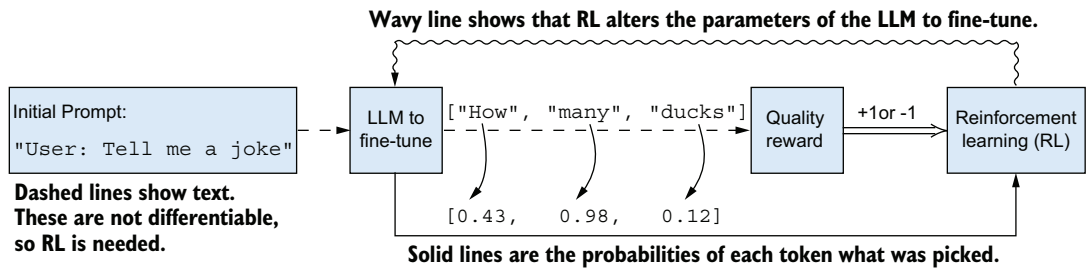 Wavy line shows that RL alters the parameters of the LLM to fine-tune.
Initial Prompt:
"User: Tell me a joke"
LLM to
fine-tune
["How", "many", "ducks"]
Quality
reward
+1or -1
Reinforcement
learning (RL)
Dashed lines show text.
These are not differentiable,
so RL is needed.
[0.43, 0.98, 0.12]
Solid lines are the probabilities of each token what was picked.